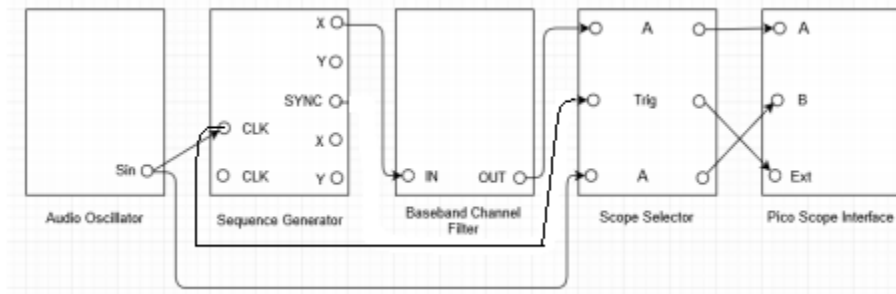 X
Y
SYNC
CLK
X
Sin
CLK
Y
IN
OUT
A
Trig
A
A
B
Ext
Audio Oscillator
Sequence Generator
Baseband Channel
Filter
Scope Selector
Pico Scope Interface